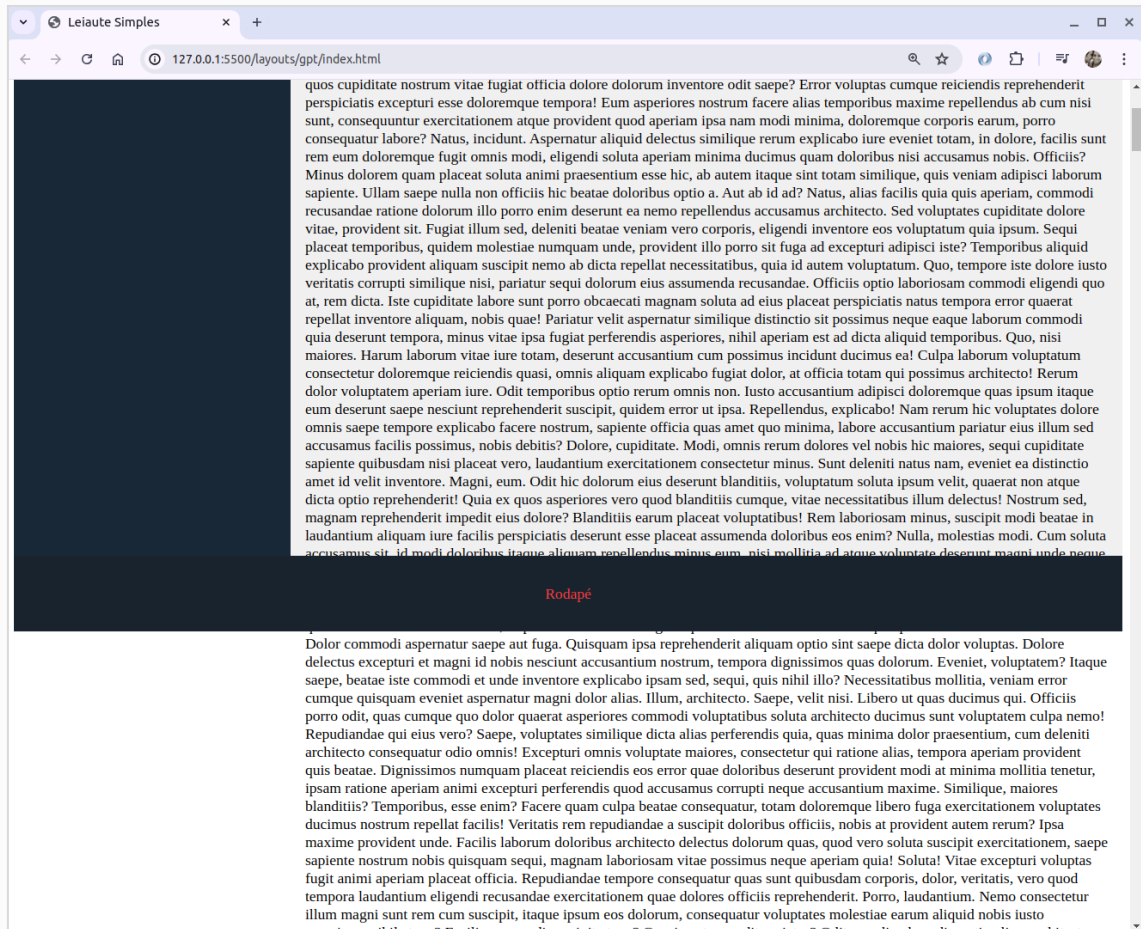 Leiaute Simples
127.0.0.1:5500/layouts/gpt/index.html
quos cupiditate nostrum vitae fugiat officia dolore dolorum inventore odit saepe? Error voluptas cumque reiciendis reprehenderit
perspiciatis excepturi esse doloremque tempora! Eum asperiores nostrum facere alias temporibus maxime repellendus ab cum nisi
sunt, consequuntur exercitationem atque provident quod aperiam ipsa nam modi minima, doloremque corporis earum, porro
consequatur labore? Natus, incidunt. Aspernatur aliquid delectus similique rerum explicabo iure eveniet totam, in dolore, facilis sunt
rem eum doloremque fugit omnis modi, eligendi soluta aperiam minima ducimus quam doloribus nisi accusamus nobis. Officiis?
Minus dolorem quam placeat soluta animi praesentium esse hic, ab autem itaque sint totam similique, quis veniam adipisci laborum
sapiente. Ullam saepe nulla non officiis hic beatae doloribus optio a. Aut ab id ad? Natus, alias facilis quia quis aperiam, commodi
recusandae ratione dolorum illo porro enim deserunt ea nemo repellendus accusamus architecto. Sed voluptates cupiditate dolore
vitae, provident sit. Fugiat illum sed, deleniti beatae veniam vero corporis, eligendi inventore eos voluptatum quia ipsum. Sequi
placeat temporibus, quidem molestiae numquam unde, provident illo porro sit fuga ad excepturi adipisci iste? Temporibus aliquid
explicabo provident aliquam suscipit nemo ab dicta repellat necessitatibus, quia id autem voluptatum. Quo, tempore iste dolore iusto
veritatis corrupti similique nisi, pariatur sequi dolorum eius assumenda recusandae. Officiis optio laboriosam commodi eligendi quo
at, rem dicta. Iste cupiditate labore sunt porro obcaecati magnam soluta ad eius placeat perspiciatis natus tempora error quaerat
repellat inventore aliquam, nobis quae! Pariatur velit aspernatur similique distinctio sit possimus neque eaque laborum commodi
quia deserunt tempora, minus vitae ipsa fugiat perferendis asperiores, nihil aperiam est ad dicta aliquid temporibus. Quo, nisi
maiores. Harum laborum vitae iure totam, deserunt accusantium cum possimus incidunt ducimus ea! Culpa laborum voluptatum
consectetur doloremque reiciendis quasi, omnis aliquam explicabo fugiat dolor, at officia totam qui possimus architecto! Rerum
dolor voluptatem aperiam iure. Odit temporibus optio rerum omnis non. Iusto accusantium adipisci doloremque quas ipsum itaque
eum deserunt saepe nesciunt reprehenderit suscipit, quidem error ut ipsa. Repellendus, explicabo! Nam rerum hic voluptates dolore
omnis saepe tempore explicabo facere nostrum, sapiente officia quas amet quo minima, labore accusantium pariatur eius illum sed
accusamus facilis possimus, nobis debitis? Dolore, cupiditate. Modi, omnis rerum dolores vel nobis hic maiores, sequi cupiditate
sapiente quibusdam nisi placeat vero, laudantium exercitationem consectetur minus. Sunt deleniti natus nam, eveniet ea distinctio
amet id velit inventore. Magni, eum. Odit hic dolorum eius deserunt blanditiis, voluptatum soluta ipsum velit, quaerat non atque
dicta optio reprehenderit! Quia ex quos asperiores vero quod blanditiis cumque, vitae necessitatibus illum delectus! Nostrum sed,
magnam reprehenderit impedit eius dolore? Blanditiis earum placeat voluptatibus! Rem laboriosam minus, suscipit modi beatae in
laudantium aliquam iure facilis perspiciatis deserunt esse placeat assumenda doloribus eos enim? Nulla, molestias modi. Cum soluta
accusamus sit, id modi doloribus itaque aliquam repellendus minus eum, nisi mollitia ad atque voluptate deserunt magni unde neque
Rodapé
Dolor commodi aspernatur saepe aut fuga. Quisquam ipsa reprehenderit aliquam optio sint saepe dicta dolor voluptas. Dolore
delectus excepturi et magni id nobis nesciunt accusantium nostrum, tempora dignissimos quas dolorum. Eveniet, voluptatem? Itaque
saepe, beatae iste commodi et unde inventore explicabo ipsam sed, sequi, quis nihil illo? Necessitatibus mollitia, veniam error
cumque quisquam eveniet aspernatur magni dolor alias. Illum, architecto. Saepe, velit nisi. Libero ut quas ducimus qui. Officiis
porro odit, quas cumque quo dolor quaerat asperiores commodi voluptatibus soluta architecto ducimus sunt voluptatem culpa nemo!
Repudiandae qui eius vero? Saepe, voluptates similique dicta alias perferendis quia, quas minima dolor praesentium, cum deleniti
architecto consequatur odio omnis! Excepturi omnis voluptate maiores, consectetur qui ratione alias, tempora aperiam provident
quis beatae. Dignissimos numquam placeat reiciendis eos error quae doloribus deserunt provident modi at minima mollitia tenetur,
ipsam ratione aperiam animi excepturi perferendis quod accusamus corrupti neque accusantium maxime. Similique, maiores
blanditiis? Temporibus, esse enim? Facere quam culpa beatae consequatur, totam doloremque libero fuga exercitationem voluptates
ducimus nostrum repellat facilis! Veritatis rem repudiandae a suscipit doloribus officiis, nobis at provident autem rerum? Ipsa
maxime provident unde. Facilis laborum doloribus architecto delectus dolorum quas, quod vero soluta suscipit exercitationem, saepe
sapiente nostrum nobis quisquam sequi, magnam laboriosam vitae possimus neque aperiam quia! Soluta! Vitae excepturi voluptas
fugit animi aperiam placeat officia. Repudiandae tempore consequatur quas sunt quibusdam corporis, dolor, veritatis, vero quod
tempora laudantium eligendi recusandae exercitationem quae dolores officiis reprehenderit. Porro, laudantium. Nemo consectetur
illum magni sunt rem cum suscipit, itaque ipsum eos dolorum, consequatur voluptates molestiae earum aliquid nobis iusto